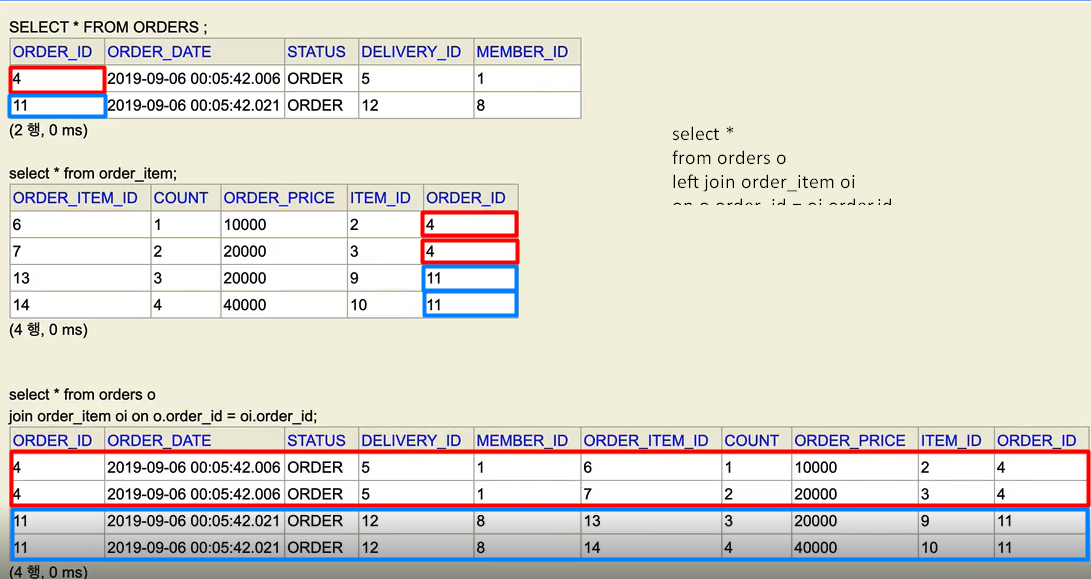 SELECT * FROM ORDERS ;
ORDER_ID ORDER_DATE STATUS DELIVERY_ID MEMBER_ID
4 2019-09-06 00:05:42.006 ORDER 5 1
11 2019-09-06 00:05:42.021 ORDER 12 8
(2 행, 0 ms)
select *
from orders o
left join order_item oi
on o.order_id = oi.order.id
select * from order_item;
ORDER_ITEM_ID COUNT ORDER_PRICE ITEM_ID ORDER_ID
6 1 10000 2 4
7 2 20000 3 4
13 3 20000 9 11
14 4 40000 10 11
(4 행, 0 ms)
select * from orders o
join order_item oi on o.order_id = oi.order_id;
ORDER_ID ORDER_DATE STATUS DELIVERY_ID MEMBER_ID ORDER_ITEM_ID COUNT ORDER_PRICE ITEM_ID ORDER_ID
4 2019-09-06 00:05:42.006 ORDER 5 1 6 1 10000 2 4
4 2019-09-06 00:05:42.006 ORDER 5 1 7 2 20000 3 4
11 2019-09-06 00:05:42.021 ORDER 12 8 13 3 20000 9 11
11 2019-09-06 00:05:42.021 ORDER 12 8 14 4 40000 10 11
(4 행, 0 ms)